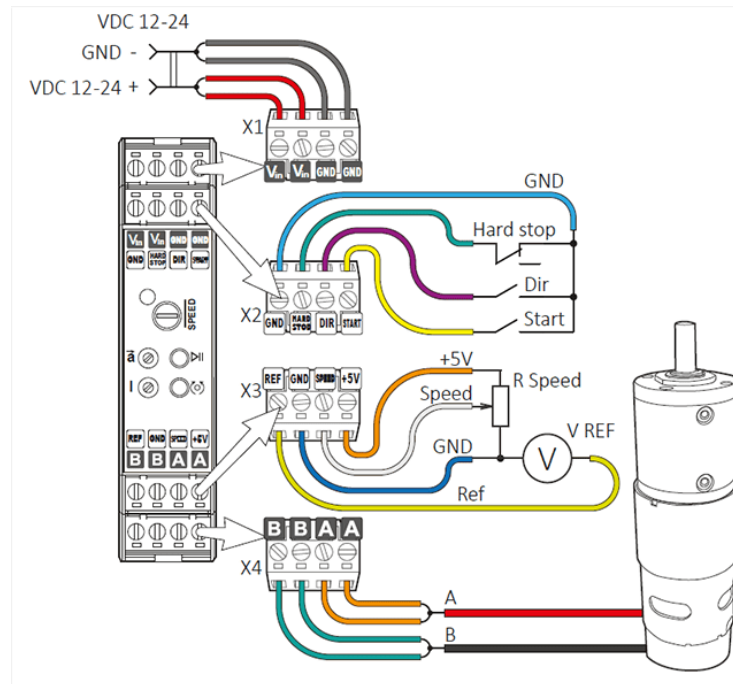 VDC 12-24
GND -
VDC 12-24 +
X1
Vin Vin GND GND
GND
Hard stop
Dir
Start
X2
GND HARD STOP DIR START
Vin Vin GND GND
GND HARD STOP DIR
SPEED
a
I
REF GND SPEED +5V
B B A A
X3
REF GND SPEED +5V
+5V
Speed
R Speed
GND
V REF
V
Ref
X4
B B A A
A
B